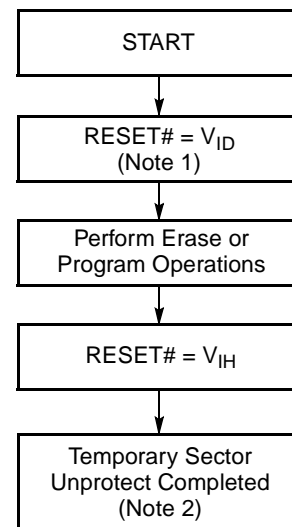 START
RESET# = VID
(Note 1)
Perform Erase or
Program Operations
RESET# = VIH
Temporary Sector
Unprotect Completed
(Note 2)